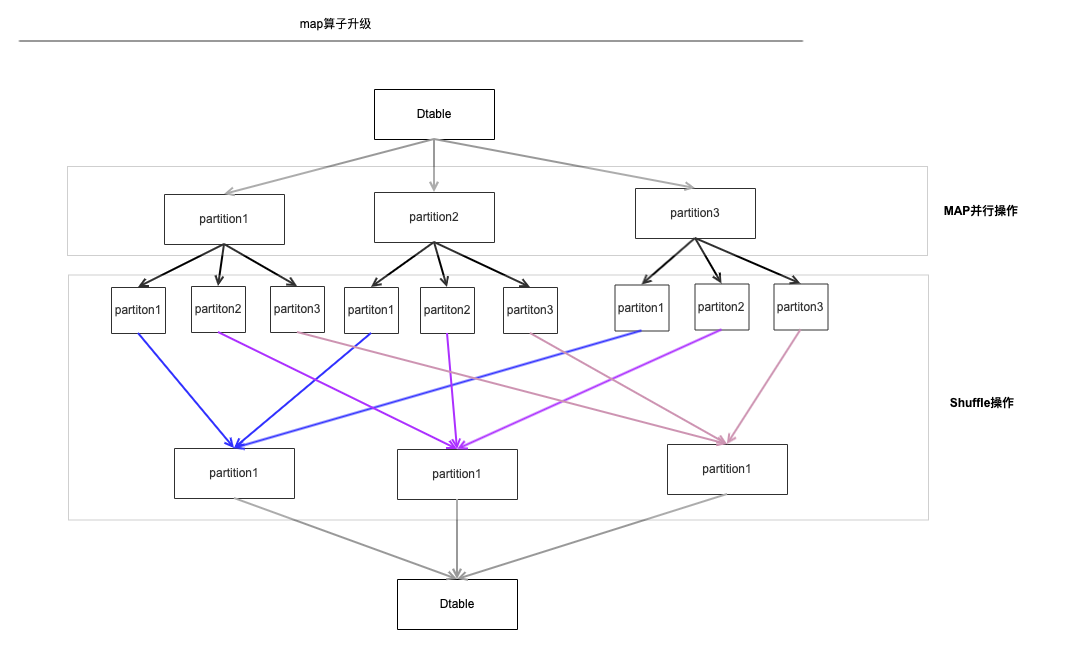 map算子升级
Dtable
partition1
partition2
partition3
MAP并行操作
partiton1
partiton2
partiton3
partiton1
partiton2
partiton3
partiton1
partiton2
partiton3
Shuffle操作
partition1
partition1
partition1
Dtable